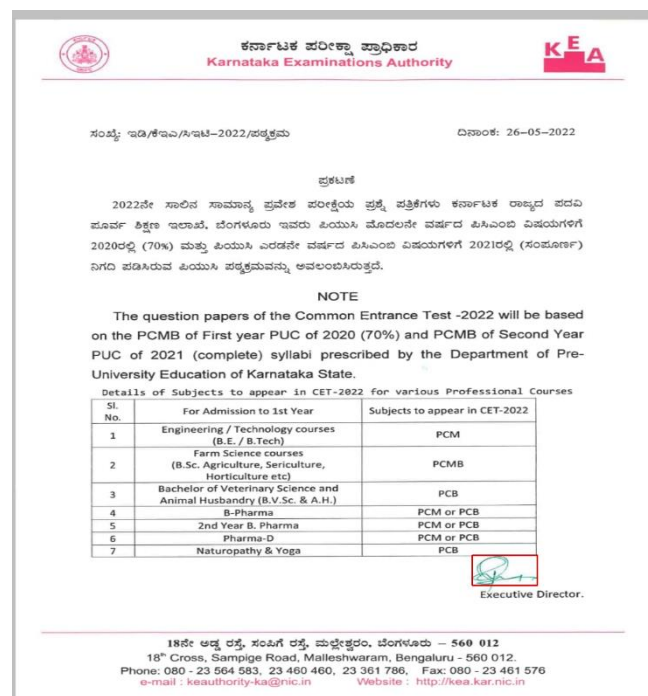 ಕರ್ನಾಟಕ ಪರೀಕ್ಷಾ ಪ್ರಾಧಿಕಾರ
Karnataka Examinations Authority
KEA
ಸಂಖ್ಯೆ: ಇಡಿ/ಕೆಇಎ/ಸಿಇಟಿ–2022/ಪಠ್ಯಕ್ರಮ ದಿನಾಂಕ: 26-05-2022
ಪ್ರಕಟಣೆ
2022ನೇ ಸಾಲಿನ ಸಾಮಾನ್ಯ ಪ್ರವೇಶ ಪರೀಕ್ಷೆಯ ಪ್ರಶ್ನೆ ಪತ್ರಿಕೆಗಳು ಕರ್ನಾಟಕ ರಾಜ್ಯದ ಪದವಿ
ಪೂರ್ವ ಶಿಕ್ಷಣ ಇಲಾಖೆ, ಬೆಂಗಳೂರು ಇವರು ಪಿಯುಸಿ ಮೊದಲನೇ ವರ್ಷದ ಪಿಸಿಎಂಬಿ ವಿಷಯಗಳಿಗೆ
2020ರಲ್ಲಿ (70%) ಮತ್ತು ಪಿಯುಸಿ ಎರಡನೇ ವರ್ಷದ ಪಿಸಿಎಂಬಿ ವಿಷಯಗಳಿಗೆ 2021ರಲ್ಲಿ (ಸಂಪೂರ್ಣ)
ನಿಗದಿ ಪಡಿಸಿರುವ ಪಿಯುಸಿ ಪಠ್ಯಕ್ರಮವನ್ನು ಅವಲಂಬಿಸಿರುತ್ತದೆ.
NOTE
The question papers of the Common Entrance Test -2022 will be based
on the PCMB of First year PUC of 2020 (70%) and PCMB of Second Year
PUC of 2021 (complete) syllabi prescribed by the Department of Pre-
University Education of Karnataka State.
Details of Subjects to appear in CET-2022 for various Professional Courses
Sl. No. For Admission to 1st Year Subjects to appear in CET-2022
1 Engineering / Technology courses (B.E. / B.Tech) PCM
2 Farm Science courses (B.Sc. Agriculture, Sericulture, Horticulture etc) PCMB
3 Bachelor of Veterinary Science and Animal Husbandry (B.V.Sc. & A.H.) PCB
4 B-Pharma PCM or PCB
5 2nd Year B. Pharma PCM or PCB
6 Pharma-D PCM or PCB
7 Naturopathy & Yoga PCB
Executive Director.
18ನೇ ಅಡ್ಡ ರಸ್ತೆ, ಸಂಪಿಗೆ ರಸ್ತೆ, ಮಲ್ಲೇಶ್ವರಂ, ಬೆಂಗಳೂರು – 560 012
18th Cross, Sampige Road, Malleshwaram, Bengaluru - 560 012.
Phone: 080 - 23 564 583, 23 460 460, 23 361 786, Fax: 080 - 23 461 576
e-mail : keauthority-ka@nic.in Website : http://kea.kar.nic.in